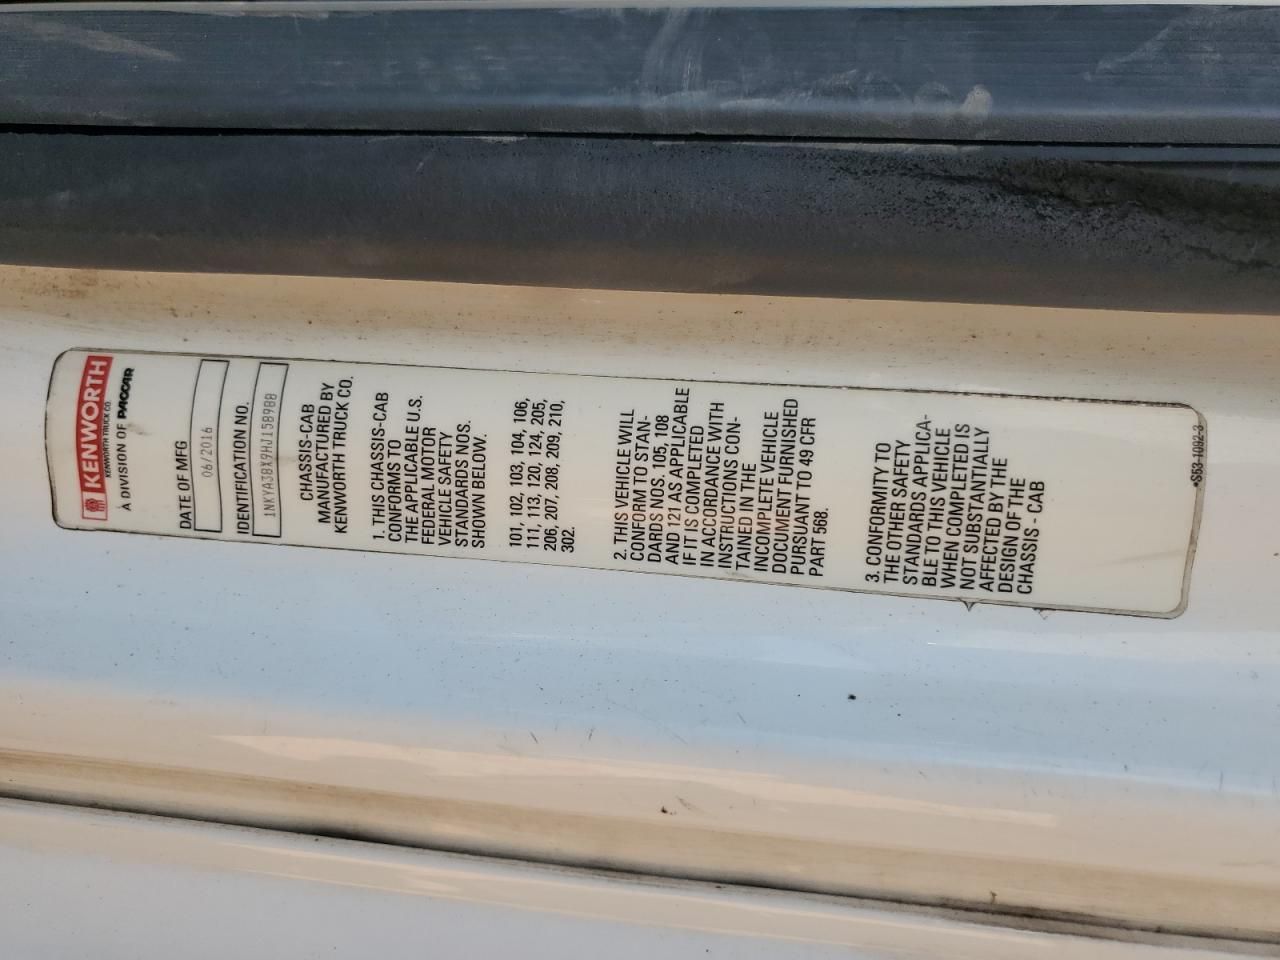 KENWORTH
KENWORTH TRUCK CO.
A DIVISION OF PACCAR
DATE OF MFG
06/2016
IDENTIFICATION NO.
1NKYA38X9HJ158988
CHASSIS-CAB
MANUFACTURED BY
KENWORTH TRUCK CO.
1. THIS CHASSIS-CAB
CONFORMS TO
THE APPLICABLE U.S.
FEDERAL MOTOR
VEHICLE SAFETY
STANDARDS NOS.
SHOWN BELOW.
101, 102, 103, 104, 106,
111, 113, 120, 124, 205,
206, 207, 208, 209, 210,
302.
2. THIS VEHICLE WILL
CONFORM TO STAN-
DARDS NOS. 105, 108
AND 121 AS APPLICABLE
IF IT IS COMPLETED
IN ACCORDANCE WITH
INSTRUCTIONS CON-
TAINED IN THE
INCOMPLETE VEHICLE
DOCUMENT FURNISHED
PURSUANT TO 49 CFR
PART 568.
3. CONFORMITY TO
THE OTHER SAFETY
STANDARDS APPLICA-
BLE TO THIS VEHICLE
WHEN COMPLETED IS
NOT SUBSTANTIALLY
AFFECTED BY THE
DESIGN OF THE
CHASSIS - CAB
*S53-1092-3